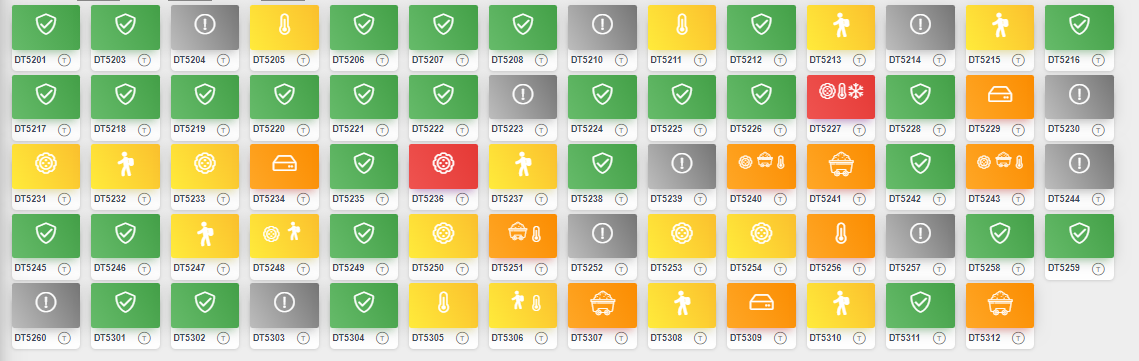 DT5201 T DT5203 T DT5204 T DT5205 T DT5206 T DT5207 T DT5208 T DT5210 T DT5211 T DT5212 T DT5213 T DT5214 T DT5215 T DT5216 T
DT5217 T DT5218 T DT5219 T DT5220 T DT5221 T DT5222 T DT5223 T DT5224 T DT5225 T DT5226 T DT5227 T DT5228 T DT5229 T DT5230 T
DT5231 T DT5232 T DT5233 T DT5234 T DT5235 T DT5236 T DT5237 T DT5238 T DT5239 T DT5240 T DT5241 T DT5242 T DT5243 T DT5244 T
DT5245 T DT5246 T DT5247 T DT5248 T DT5249 T DT5250 T DT5251 T DT5252 T DT5253 T DT5254 T DT5256 T DT5257 T DT5258 T DT5259 T
DT5260 T DT5301 T DT5302 T DT5303 T DT5304 T DT5305 T DT5306 T DT5307 T DT5308 T DT5309 T DT5310 T DT5311 T DT5312 T